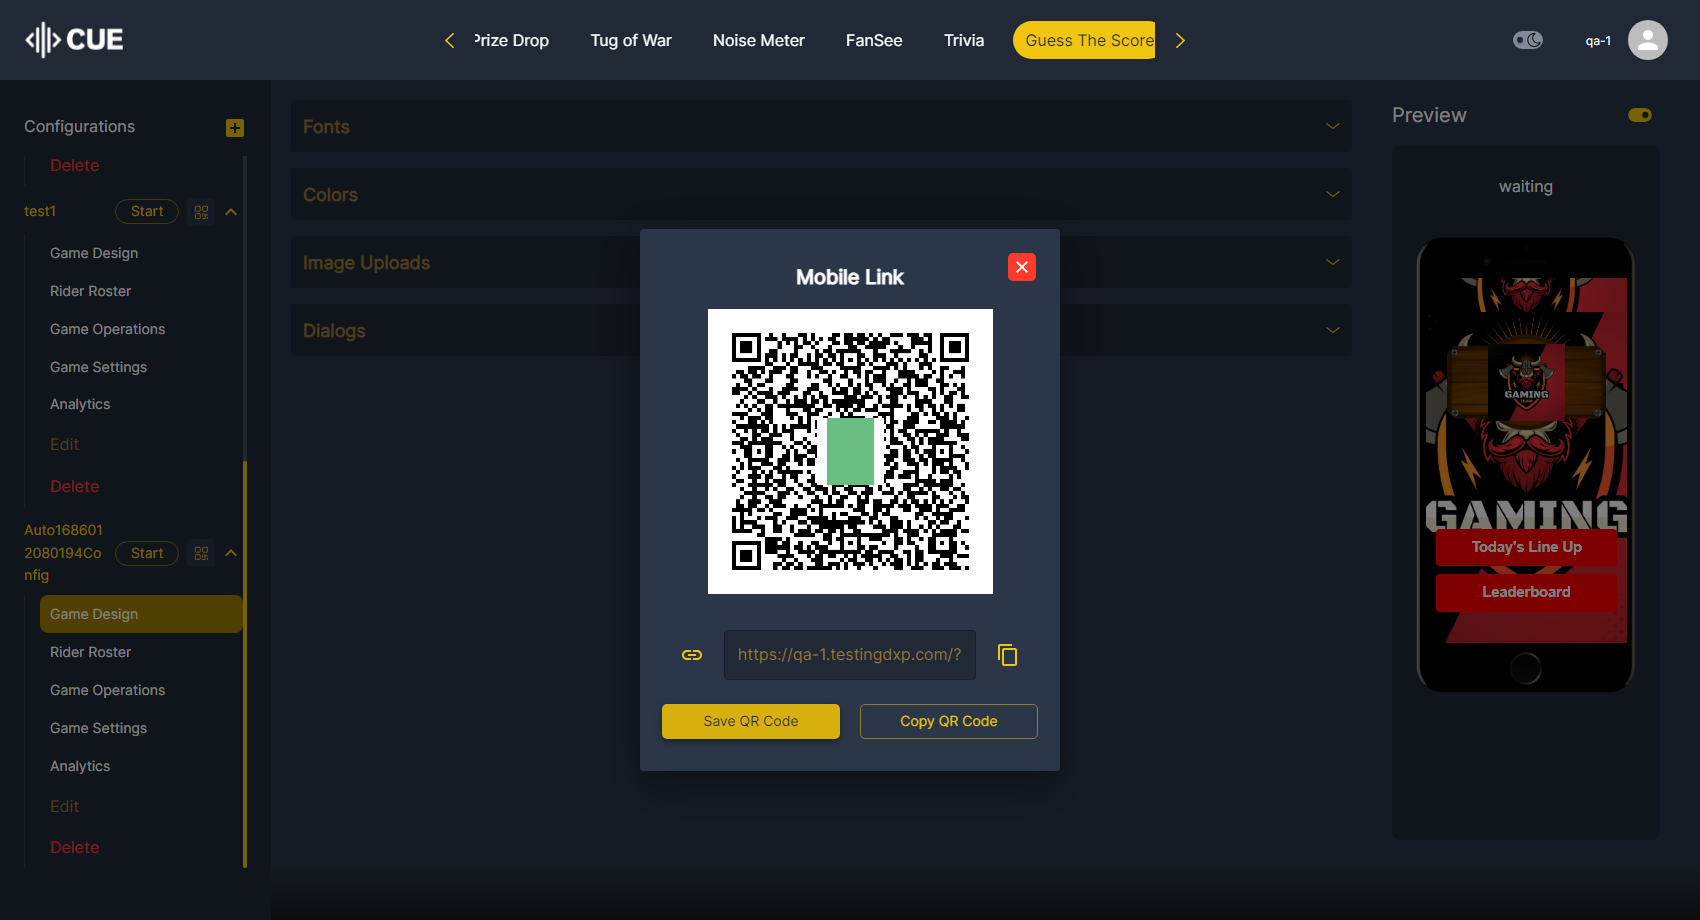 CUE
Prize Drop
Tug of War
Noise Meter
FanSee
Trivia
Guess The Score
qa-1
Configurations
Delete
test1
Start
Game Design
Rider Roster
Game Operations
Game Settings
Analytics
Edit
Delete
Auto168601
2080194Co
nfig
Start
Game Design
Rider Roster
Game Operations
Game Settings
Analytics
Edit
Delete
Fonts
Colors
Image Uploads
Dialogs
Mobile Link
https://qa-1.testingdxp.com/?
Save QR Code
Copy QR Code
Preview
waiting
GAMING
GAMING
Today's Line Up
Leaderboard